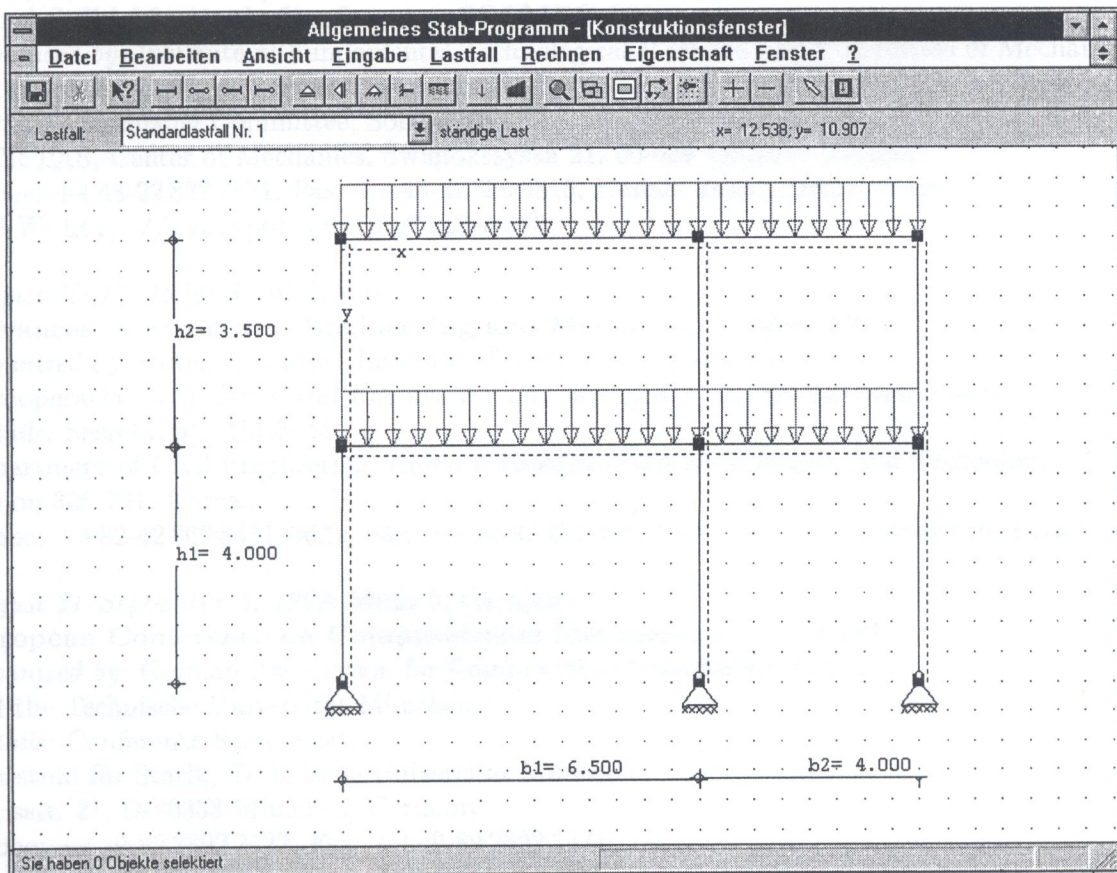 Allgemeines Stab-Programm - [Konstruktionsfenster]
Datei Bearbeiten Ansicht Eingabe Lastfall Rechnen Eigenschaft Fenster ?
Lastfall: Standardlastfall Nr. 1 ständige Last x= 12.538; y= 10.907
x
y
h2= 3.500
h1= 4.000
b1= 6.500
b2= 4.000
Sie haben 0 Objekte selektiert